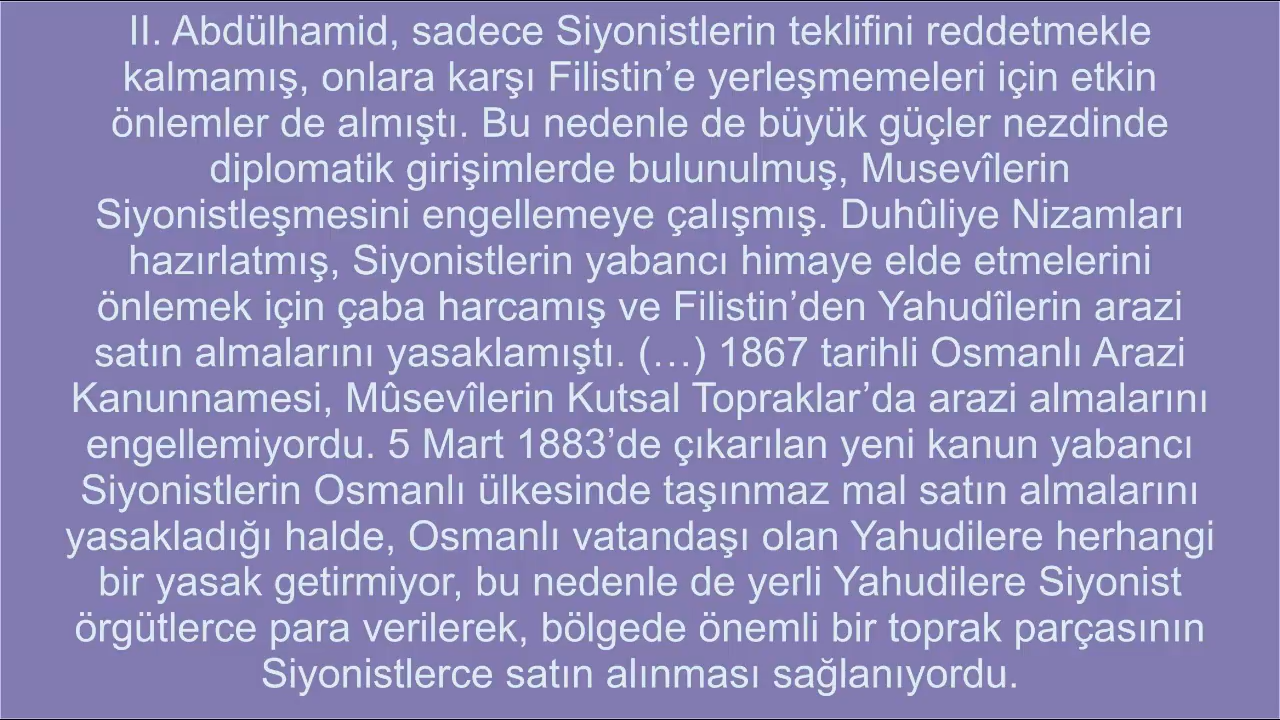 II. Abdülhamid, sadece Siyonistlerin teklifini reddetmekle
kalmamış, onlara karşı Filistin’e yerleşmemeleri için etkin
önlemler de almıştı. Bu nedenle de büyük güçler nezdinde
diplomatik girişimlerde bulunulmuş, Musevîlerin
Siyonistleşmesini engellemeye çalışmış. Duhûliye Nizamları
hazırlatmış, Siyonistlerin yabancı himaye elde etmelerini
önlemek için çaba harcamış ve Filistin’den Yahudîlerin arazi
satın almalarını yasaklamıştı. (…) 1867 tarihli Osmanlı Arazi
Kanunnamesi, Mûsevîlerin Kutsal Topraklar’da arazi almalarını
engellemiyordu. 5 Mart 1883’de çıkarılan yeni kanun yabancı
Siyonistlerin Osmanlı ülkesinde taşınmaz mal satın almalarını
yasakladığı halde, Osmanlı vatandaşı olan Yahudilere herhangi
bir yasak getirmiyor, bu nedenle de yerli Yahudilere Siyonist
örgütlerce para verilerek, bölgede önemli bir toprak parçasının
Siyonistlerce satın alınması sağlanıyordu.